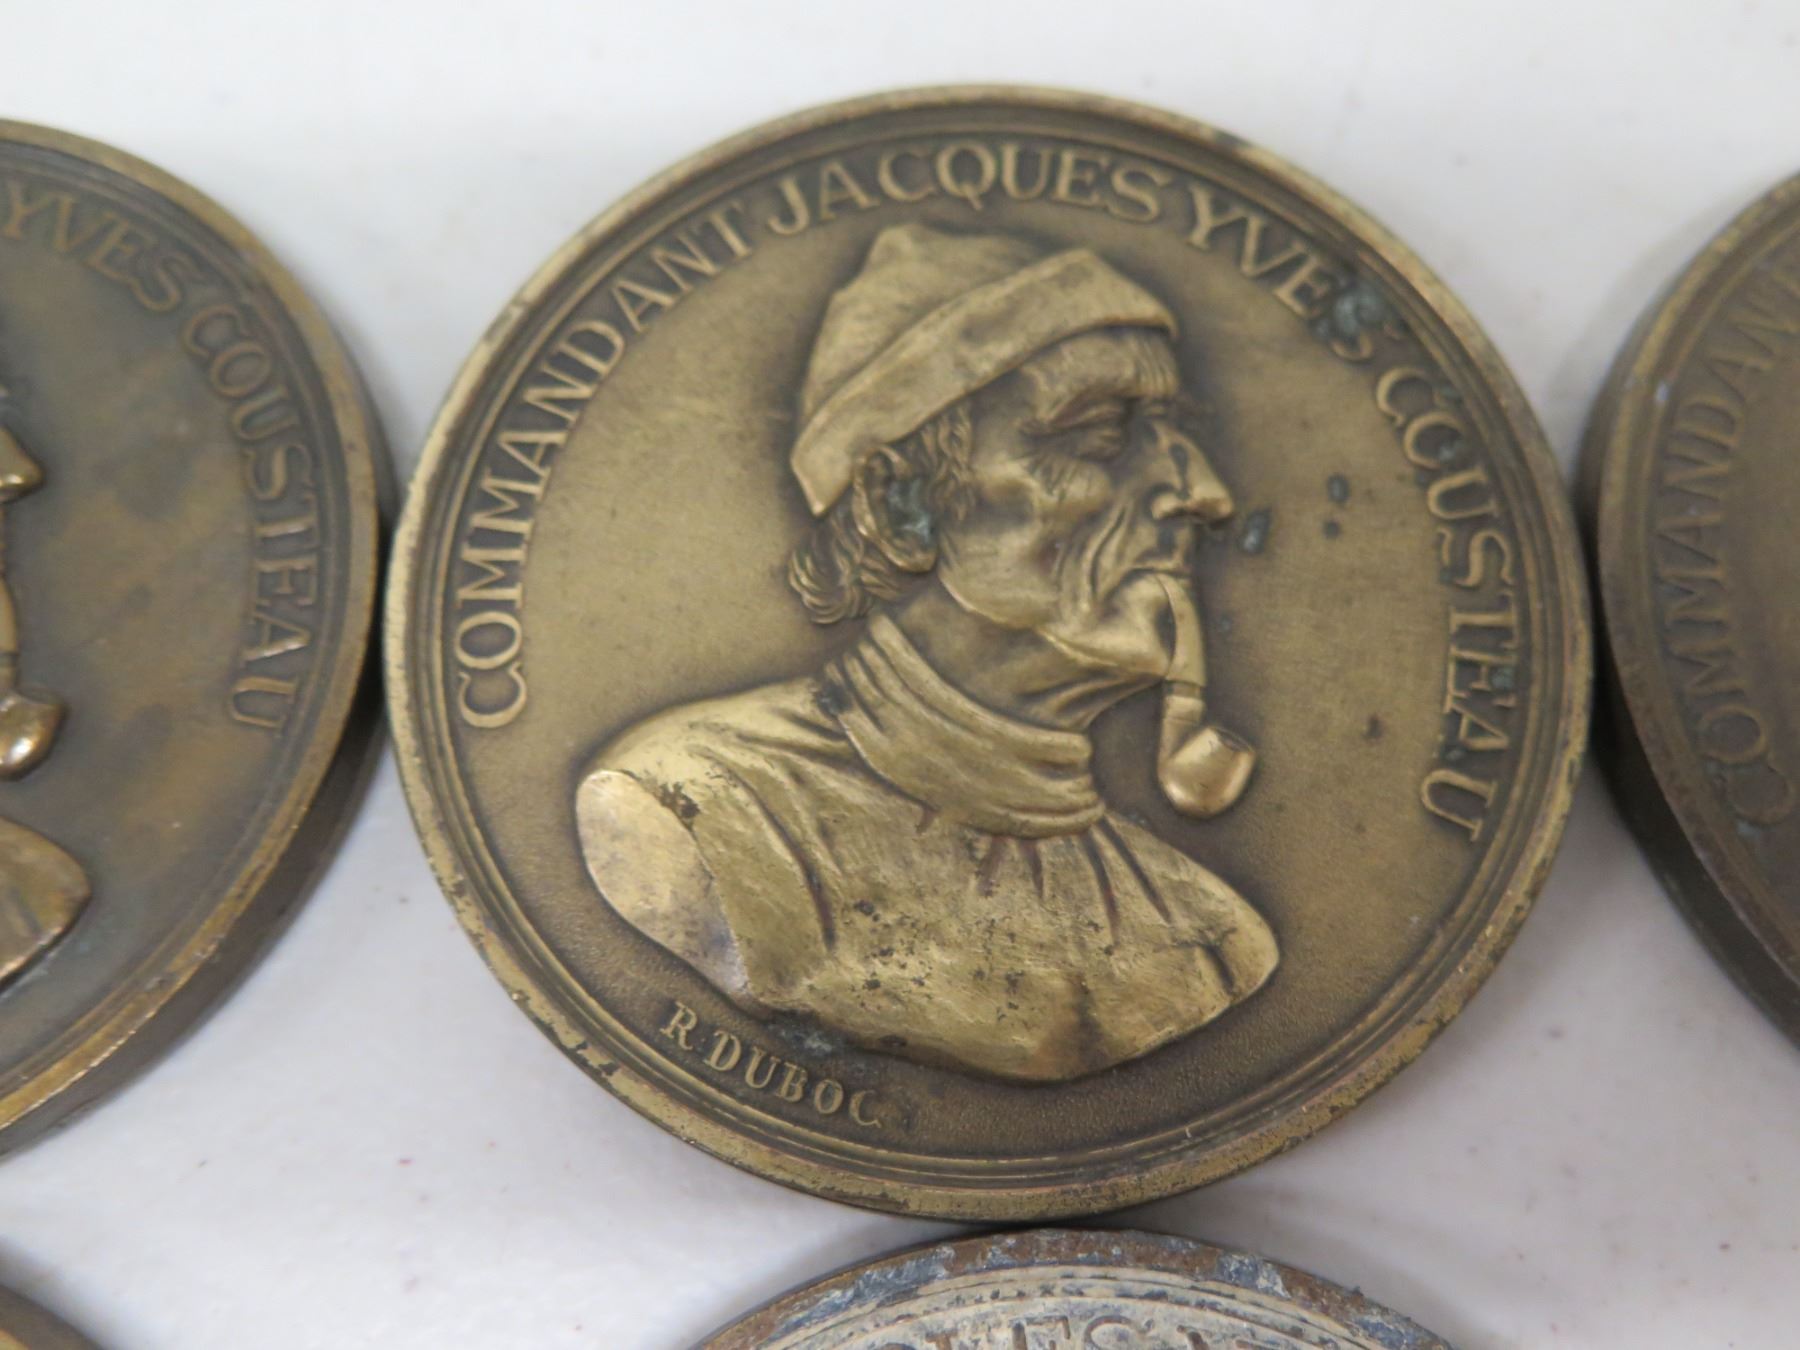 YVES COUSTEAU
COMMANDANT JACQUES YVES COUSTEAU
R. DUBOC
COMMANDANT